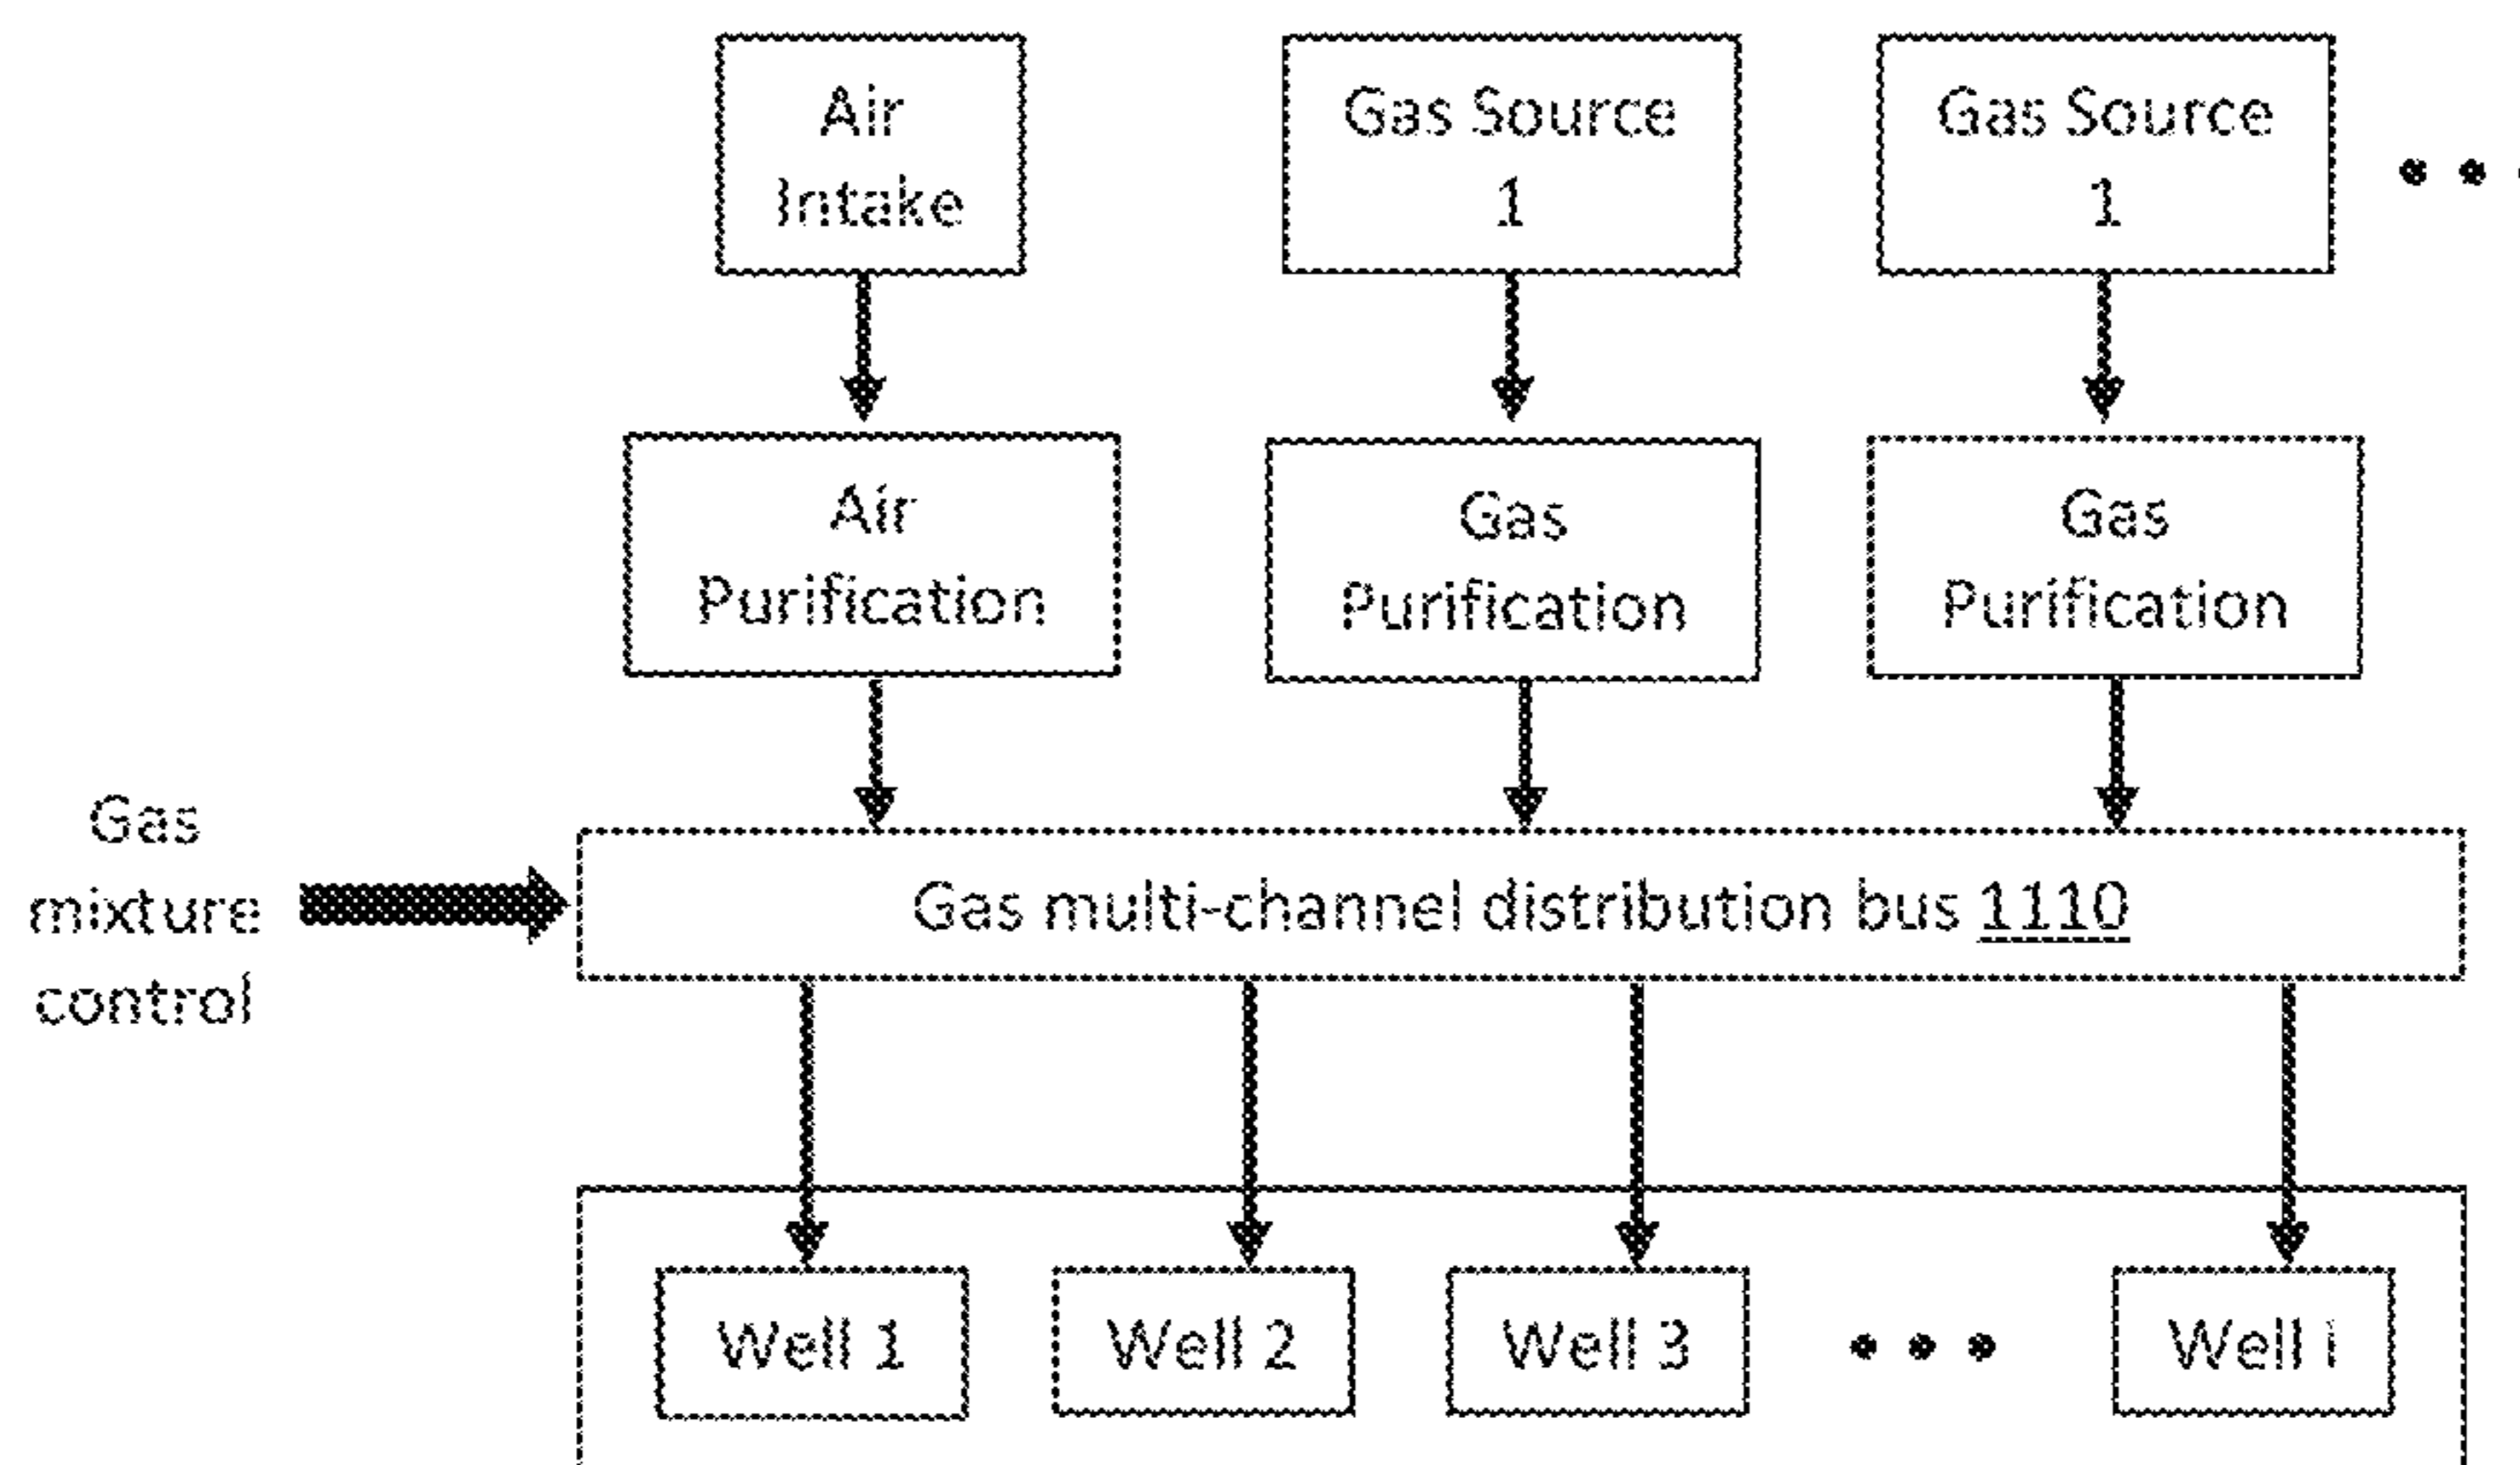 Air
Intake
Gas Source
1
Gas Source
1
Air
Purification
Gas
Purification
Gas
Purification
Gas
mixture
control
Gas multi-channel distribution bus 1110
Well 1
Well 2
Well 3
Well i